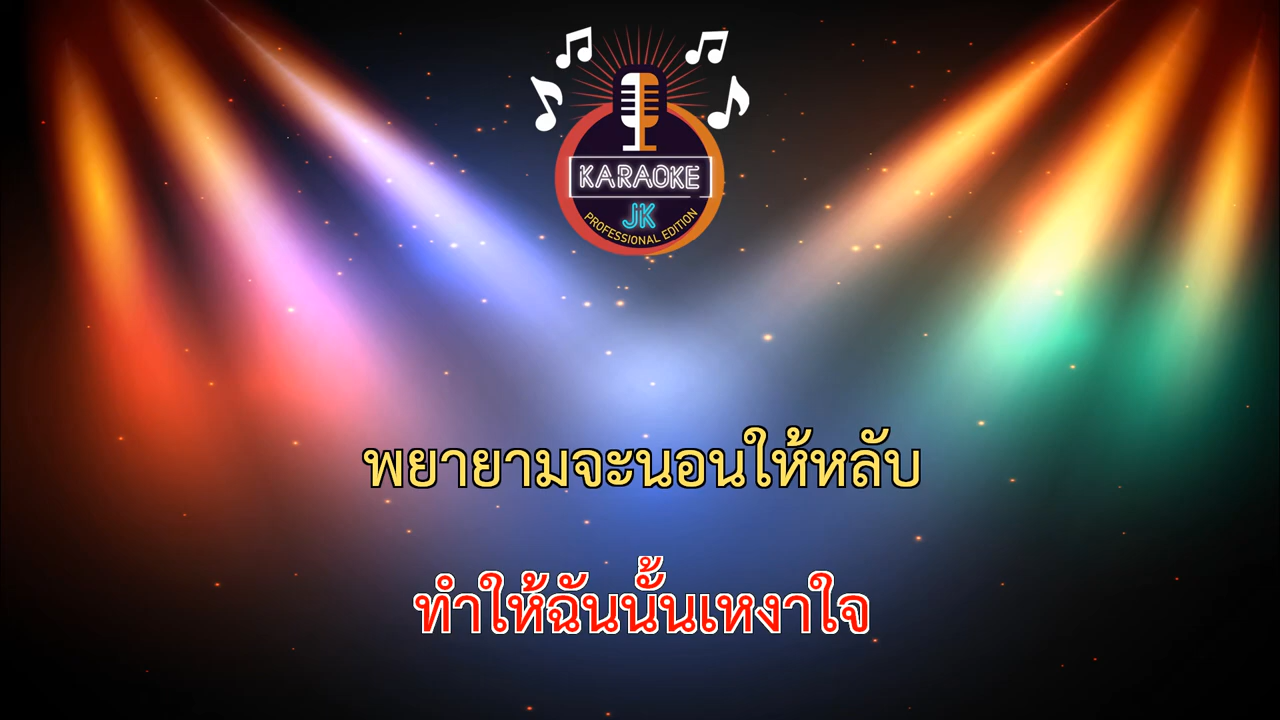 KARAOKE
JK
PROFESSIONAL EDITION
พยายามจะนอนให้หลับ
ทำให้ฉันนั้นเหงาใจ